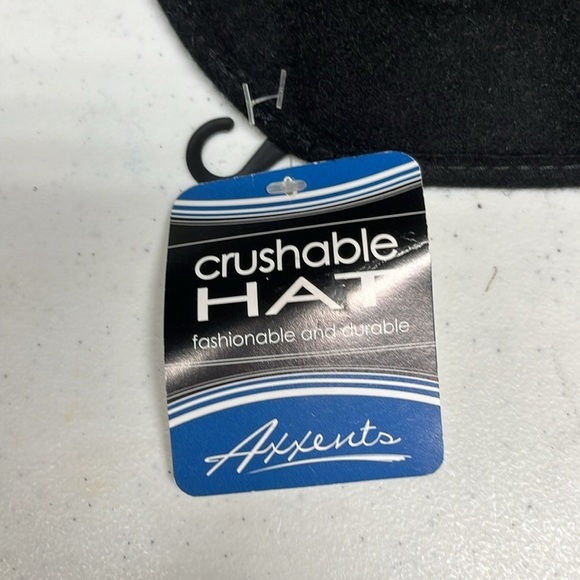 crushable
HAT
fashionable and durable
Axxents